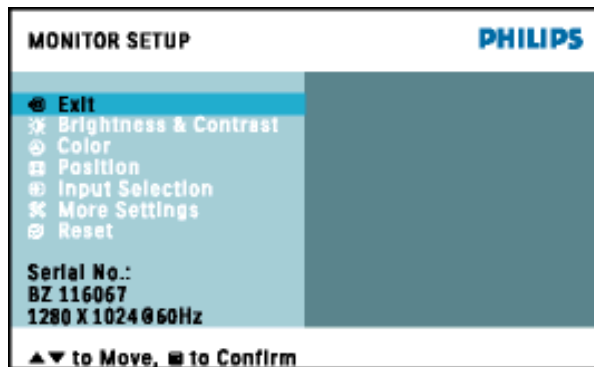 MONITOR SETUP
PHILIPS
Exit
Brightness & Contrast
Color
Position
Input Selection
More Settings
Reset
Serial No.:
BZ 116067
1280 X 1024@60Hz
▲▼ to Move, to Confirm